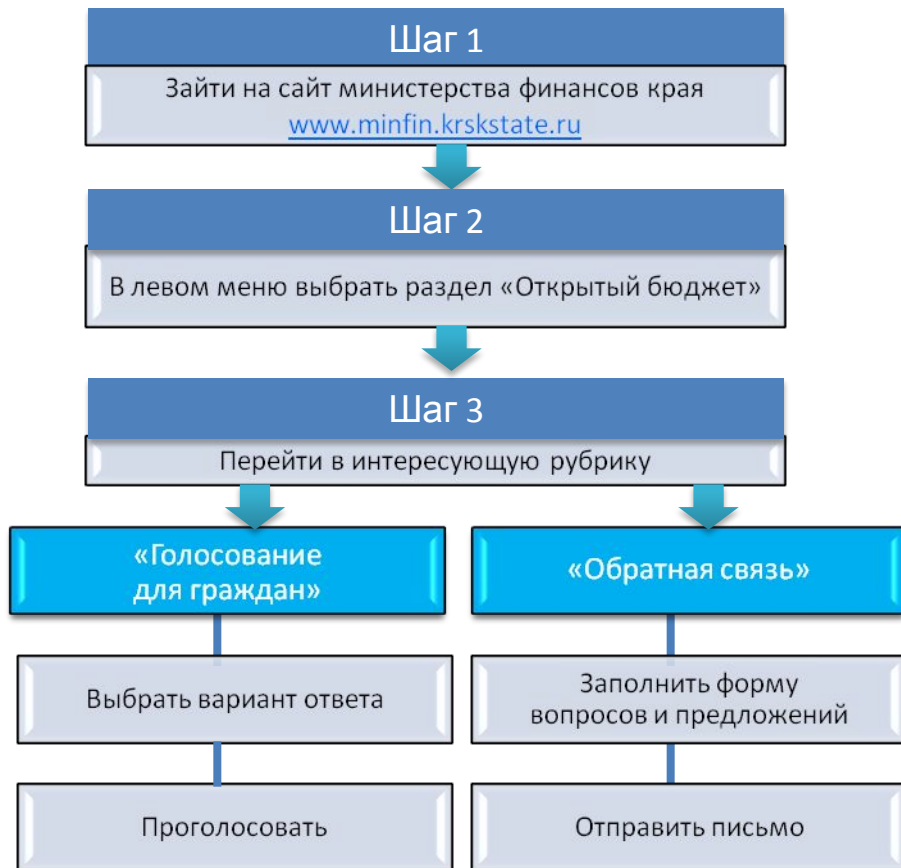 Шаг 1
Зайти на сайт министерства финансов края
www.minfin.krskstate.ru
Шаг 2
В левом меню выбрать раздел «Открытый бюджет»
Шаг 3
Перейти в интересующую рубрику
«Голосование
для граждан»
Выбрать вариант ответа
Проголосовать
«Обратная связь»
Заполнить форму
вопросов и предложений
Отправить письмо